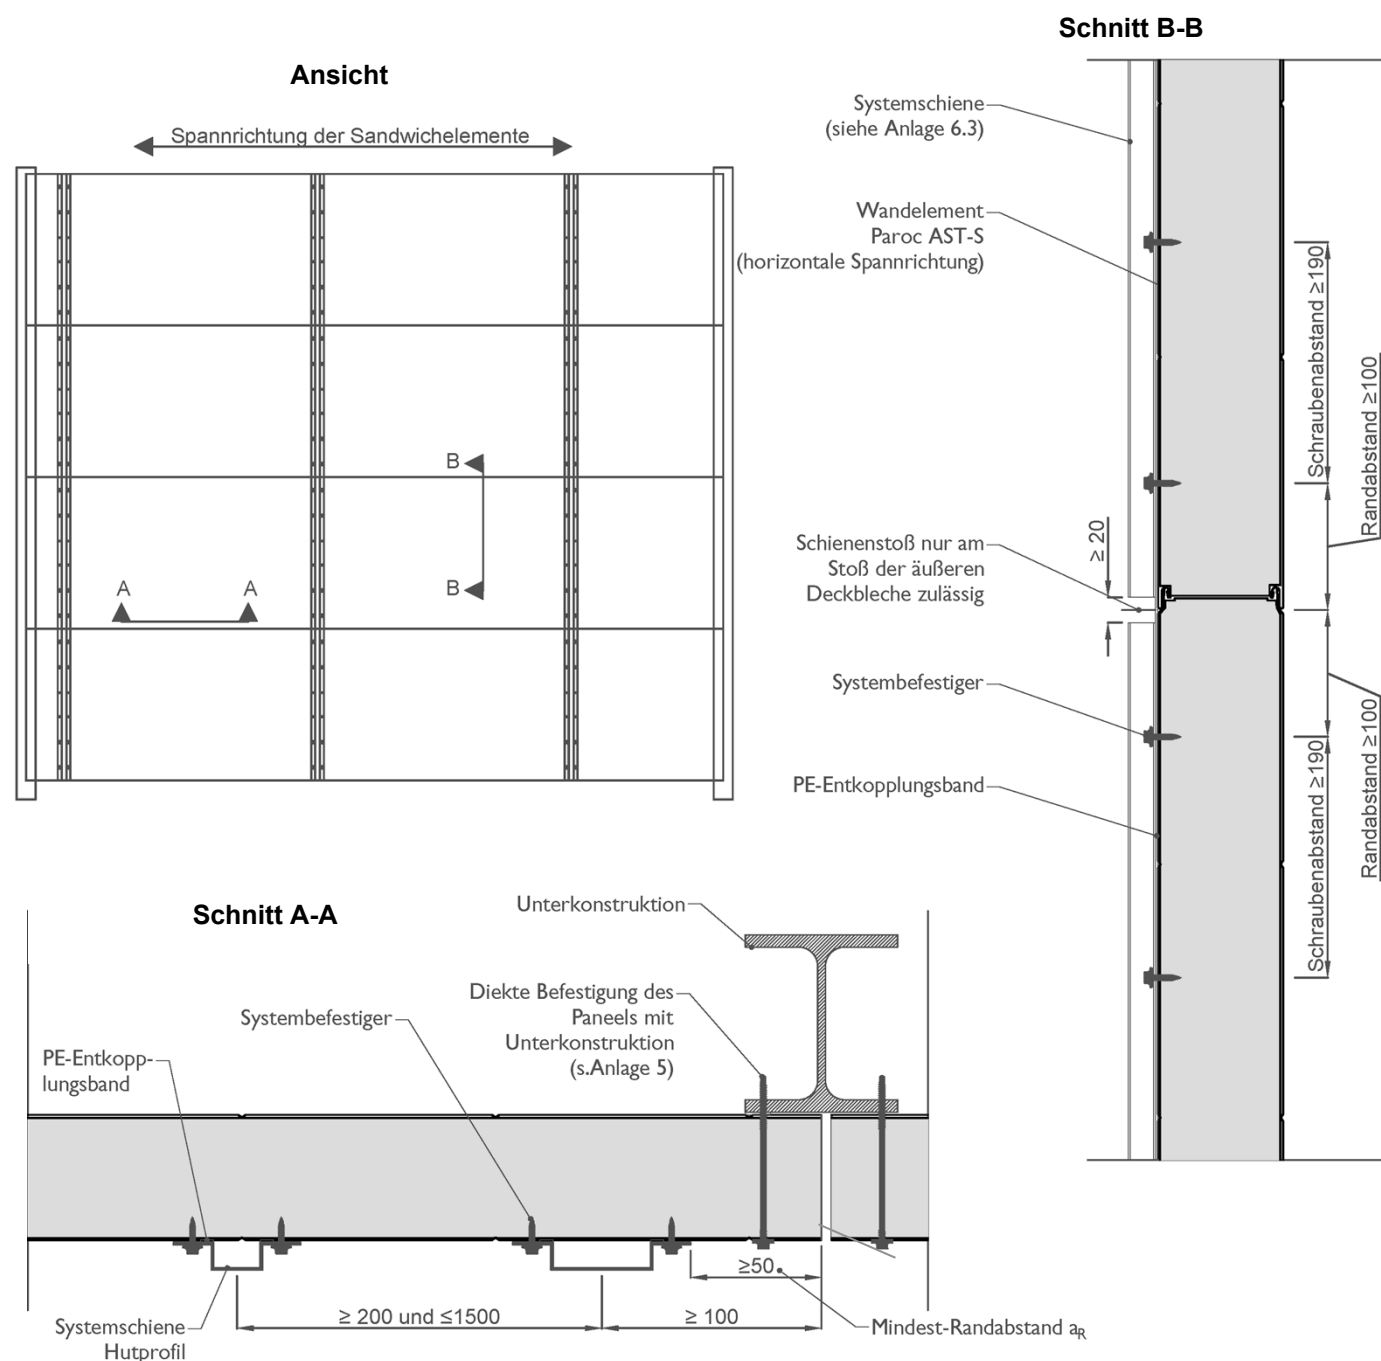 Ansicht
Spannrichtung der Sandwichelemente
B
B
A
A
Schnitt B-B
Systemschiene
(siehe Anlage 6.3)
Wandelement
Paroc AST-S
(horizontale Spannrichtung)
Schraubenabstand ≥190
Randabstand ≥100
≥ 20
Schienenstoß nur am
Stoß der äußeren
Deckbleche zulässig
Systembefestiger
PE-Entkopplungsband
Schraubenabstand ≥190
Randabstand ≥100
Schnitt A-A
Unterkonstruktion
Diekte Befestigung des
Paneels mit
Unterkonstruktion
(s.Anlage 5)
Systembefestiger
PE-Entkopp-
lungsband
≥50
≥ 200 und ≤1500
≥ 100
Systemschiene
Hutprofil
Mindest-Randabstand aR